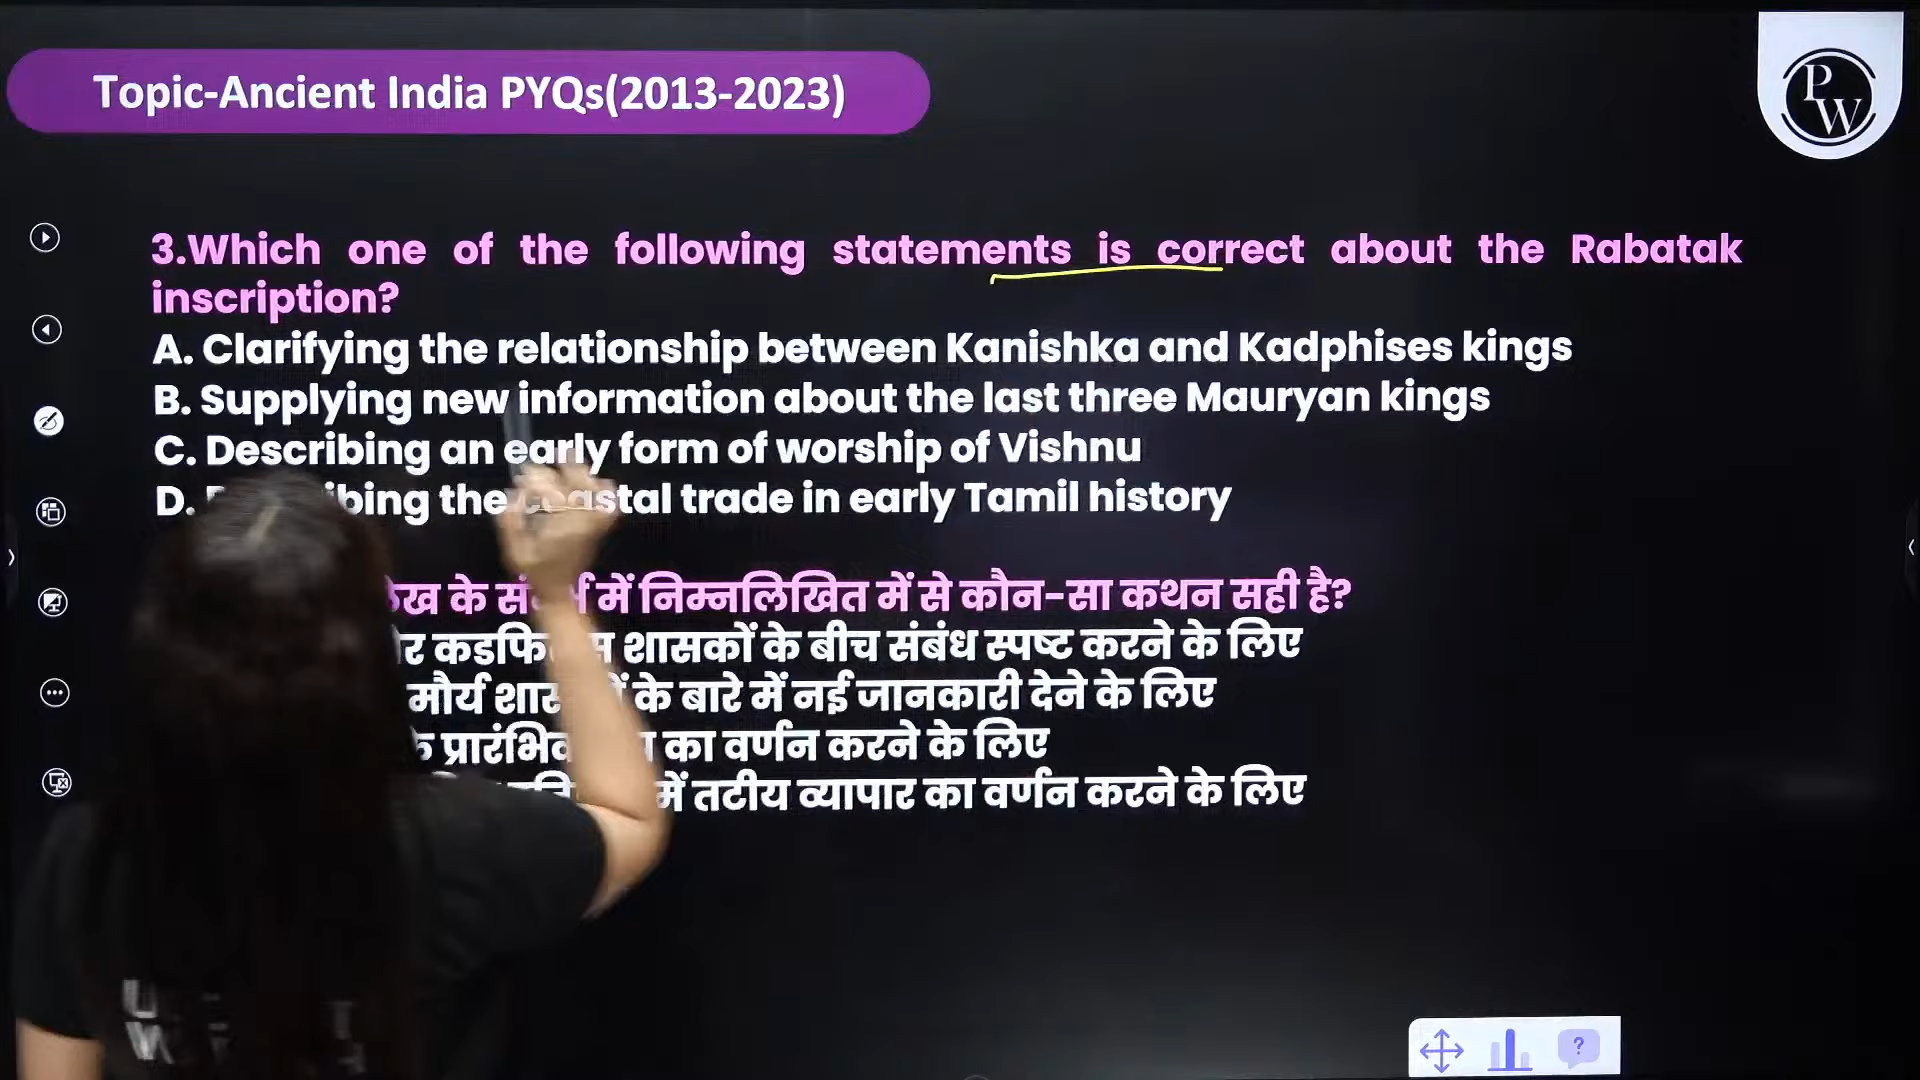 Topic-Ancient India PYQs(2013-2023)
P
W
3.Which one of the following statements is correct about the Rabatak
inscription?
A. Clarifying the relationship between Kanishka and Kadphises kings
B. Supplying new information about the last three Mauryan kings
C. Describing an early form of worship of Vishnu
D. the coastal trade in early Tamil history
के में निम्नलिखित में से कौन-सा कथन सही है?
शासकों के बीच संबंध स्पष्ट करने के लिए
मौर्य के बारे में नई जानकारी देने के लिए
का वर्णन करने के लिए
में तटीय व्यापार का वर्णन करने के लिए